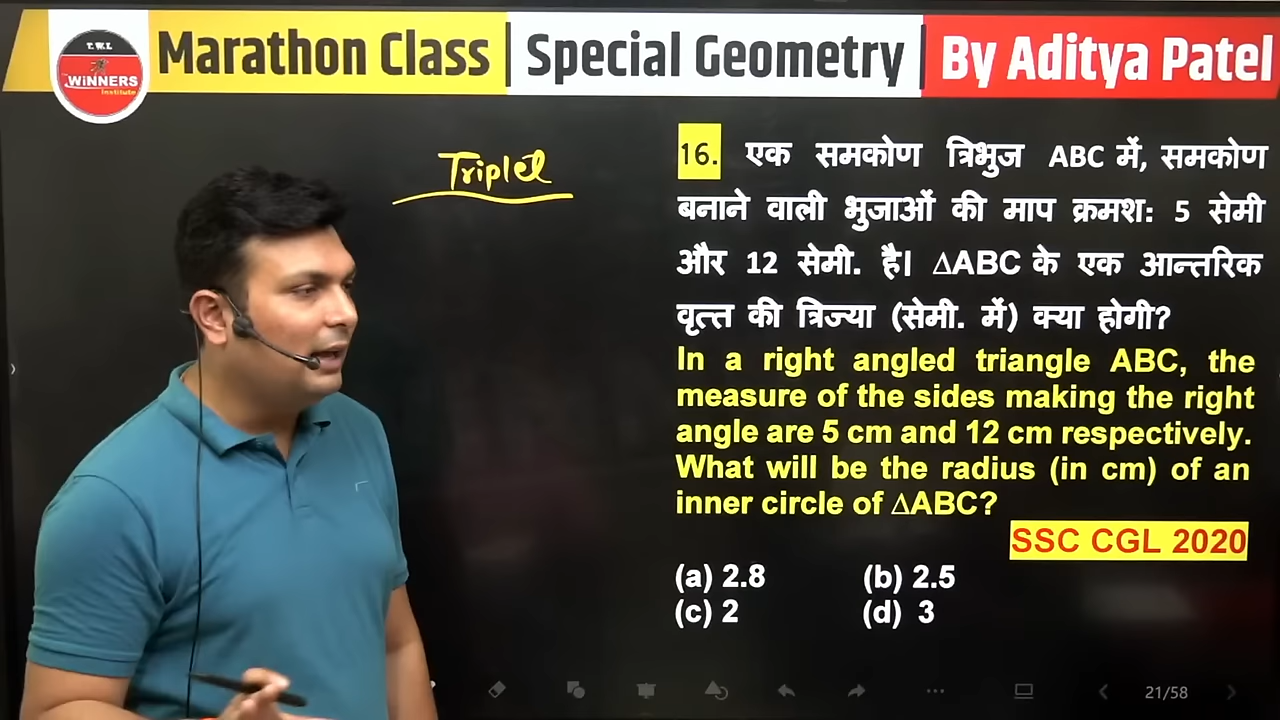 Marathon Class | Special Geometry | By Aditya Patel
T.W.I.
The WINNERS
Institute
Triplet
16. एक समकोण त्रिभुज ABC में, समकोण
बनाने वाली भुजाओं की माप क्रमश: 5 सेमी
और 12 सेमी. है। ∆ABC के एक आन्तरिक
वृत्त की त्रिज्या (सेमी. में) क्या होगी?
In a right angled triangle ABC, the
measure of the sides making the right
angle are 5 cm and 12 cm respectively.
What will be the radius (in cm) of an
inner circle of ∆ABC?
SSC CGL 2020
(a) 2.8 (b) 2.5
(c) 2 (d) 3
21/58